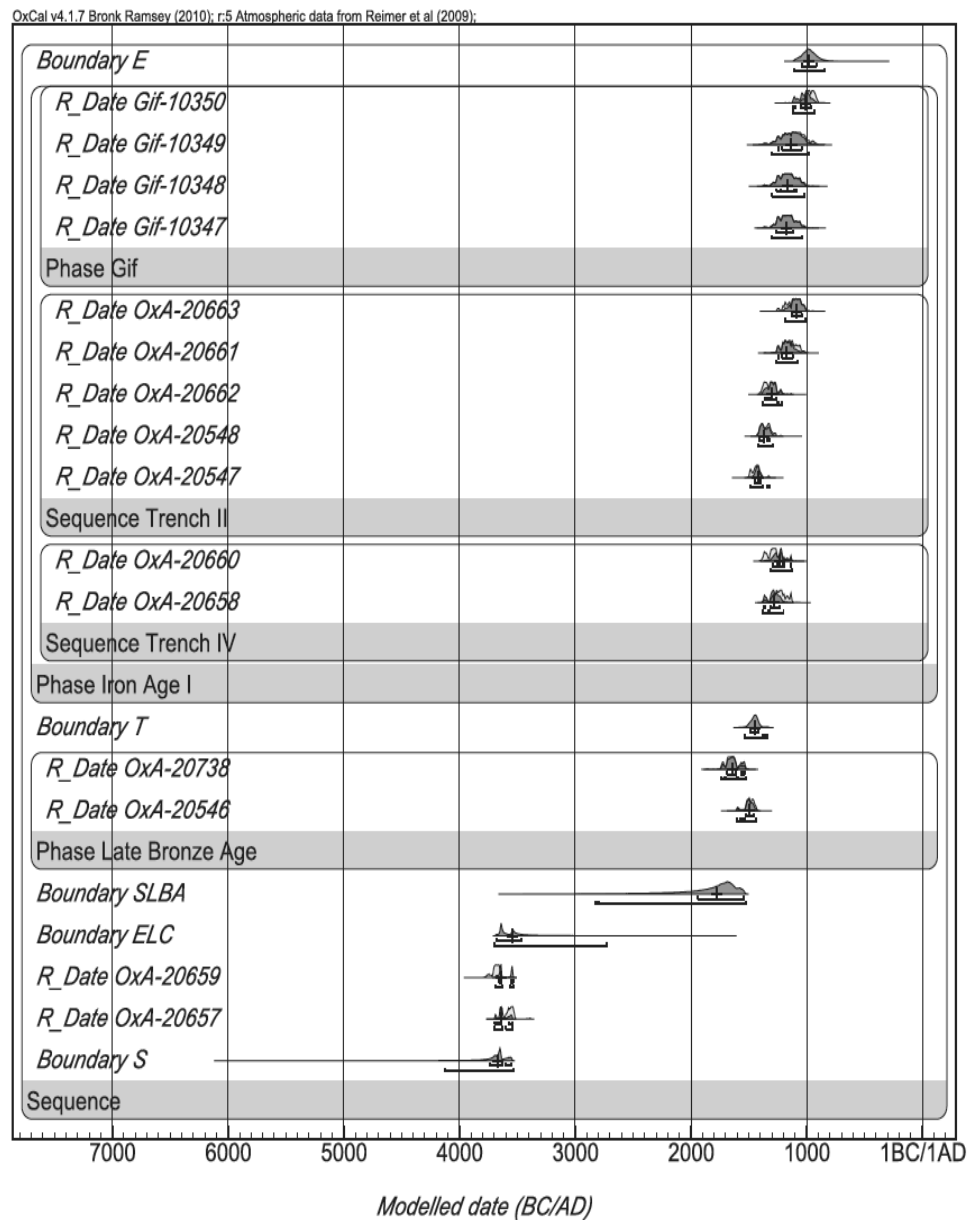 OxCal v4.1.7 Bronk Ramsey (2010); r:5 Atmospheric data from Reimer et al (2009);
Boundary E
R_Date Gif-10350
R_Date Gif-10349
R_Date Gif-10348
R_Date Gif-10347
Phase Gif
R_Date OxA-20663
R_Date OxA-20661
R_Date OxA-20662
R_Date OxA-20548
R_Date OxA-20547
Sequence Trench II
R_Date OxA-20660
R_Date OxA-20658
Sequence Trench IV
Phase Iron Age I
Boundary T
R_Date OxA-20738
R_Date OxA-20546
Phase Late Bronze Age
Boundary SLBA
Boundary ELC
R_Date OxA-20659
R_Date OxA-20657
Boundary S
Sequence
7000 6000 5000 4000 3000 2000 1000 1BC/1AD
Modelled date (BC/AD)